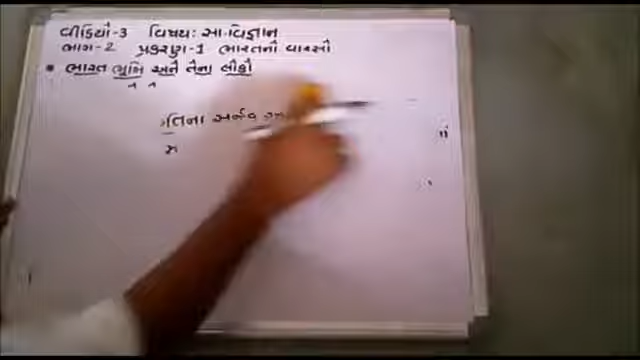 વીડિયો-3 વિષય: સા.વિજ્ઞાન
ભાગ-2 પ્રકરણ-1 ભારતનો વારસો
* ભારત ભૂમિ અને તેના લોકો